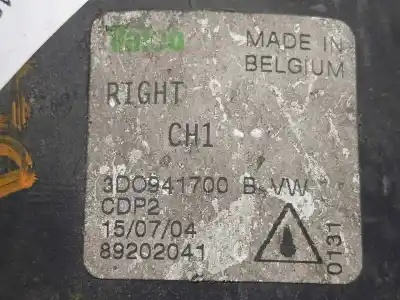 Valeo
MADE IN
BELGIUM
RIGHT
CH1
3D0941700 B VW
CDP2
15/07/04
89202041
0131